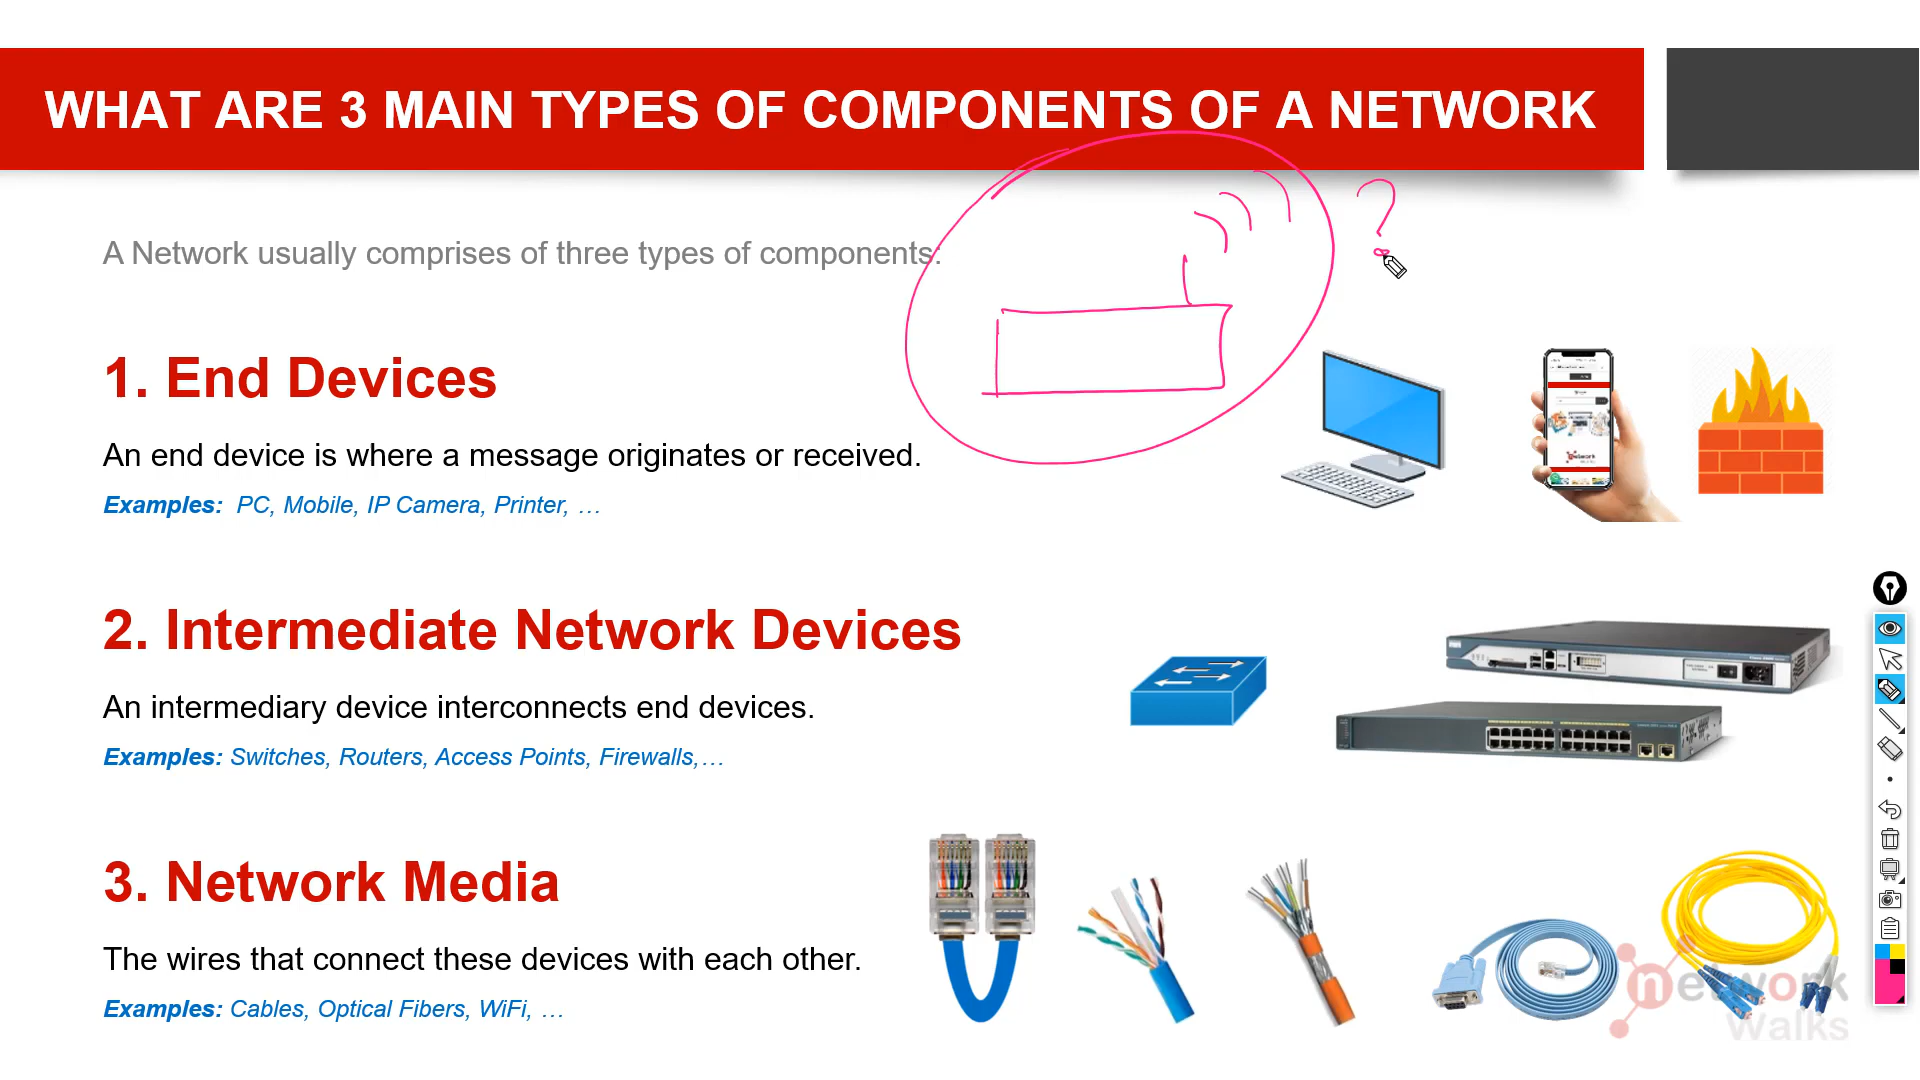 WHAT ARE 3 MAIN TYPES OF COMPONENTS OF A NETWORK
A Network usually comprises of three types of components:
?
1. End Devices
An end device is where a message originates or received.
Examples: PC, Mobile, IP Camera, Printer, …
2. Intermediate Network Devices
An intermediary device interconnects end devices.
Examples: Switches, Routers, Access Points, Firewalls,…
3. Network Media
The wires that connect these devices with each other.
Examples: Cables, Optical Fibers, WiFi, …
network
Walks